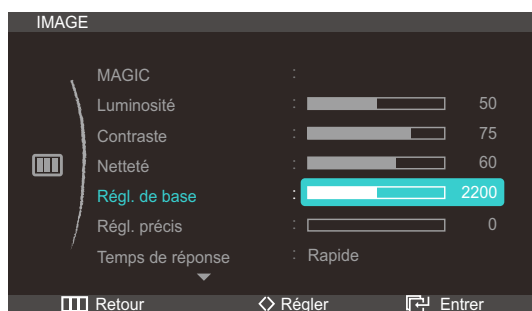 IMAGE
MAGIC :
Luminosité : 50
Contraste : 75
Netteté : 60
Régl. de base : 2200
Régl. précis : 0
Temps de réponse : Rapide
Retour Régler Entrer